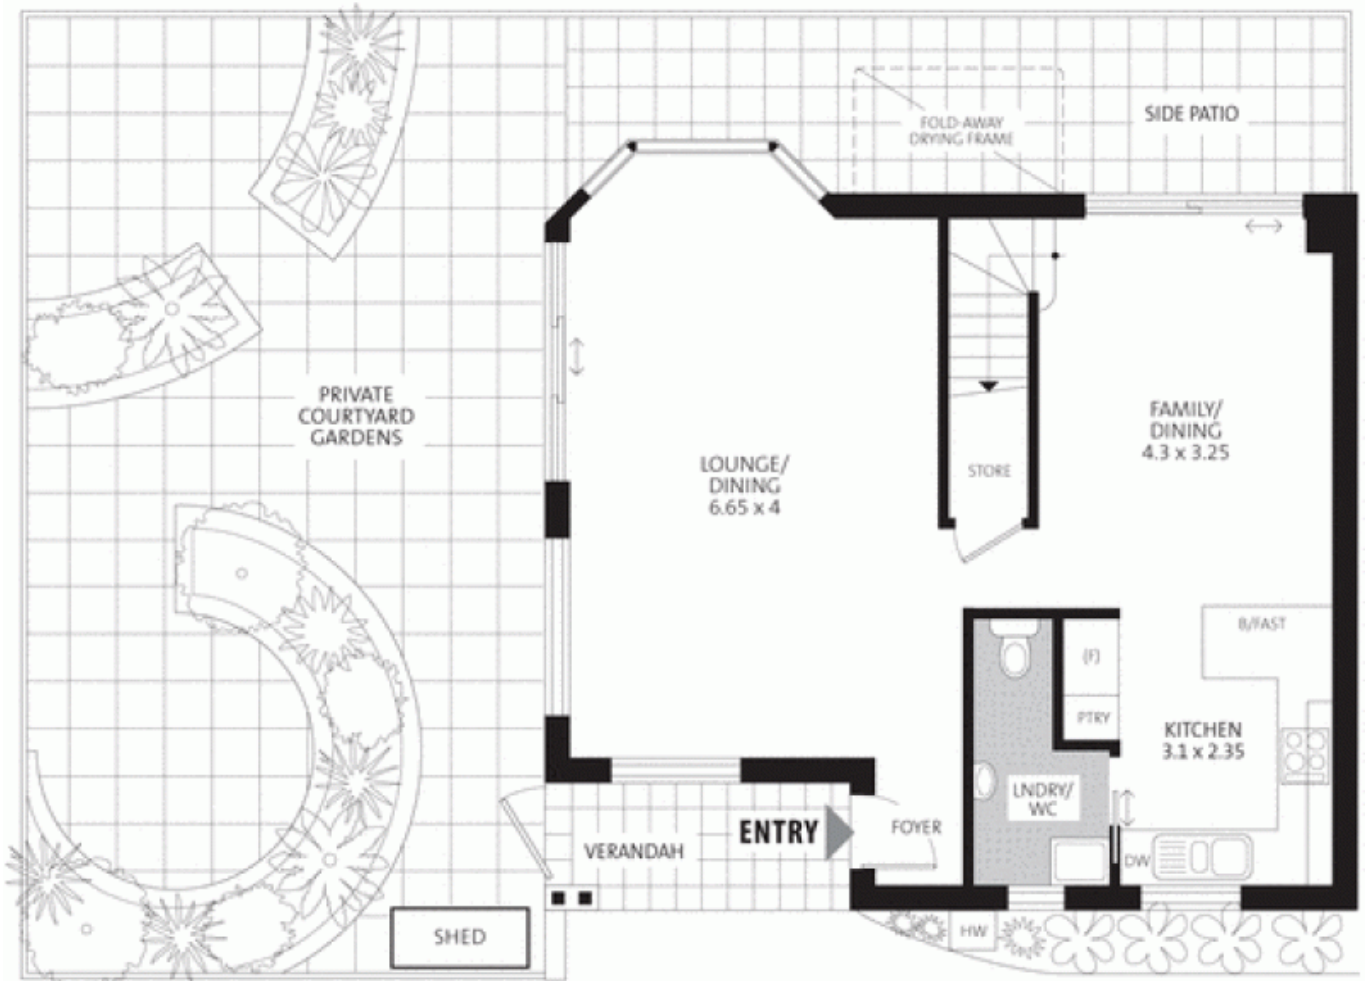 SIDE PATIO
FOLD-AWAY
DRYING FRAME
PRIVATE
COURTYARD
GARDENS
LOUNGE/
DINING
6.65 x 4
STORE
FAMILY/
DINING
4.3 x 3.25
B/FAST
(F)
PTRY
KITCHEN
3.1 x 2.35
LNDRY/
WC
DW
FOYER
ENTRY
VERANDAH
SHED
HW